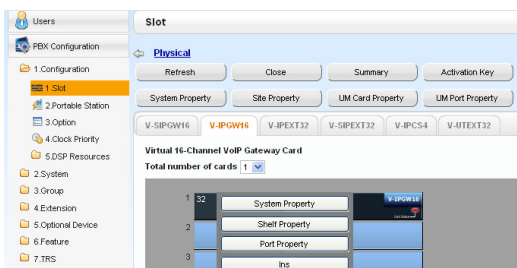 Users
PBX Configuration
1.Configuration
1.Slot
2.Portable Station
3.Option
4.Clock Priority
5.DSP Resources
2.System
3.Group
4.Extension
5.Optional Device
6.Feature
7.TRS
Slot
Physical
Refresh Close Summary Activation Key
System Property Site Property UM Card Property UM Port Property
V-SIPGW16 V-IPGW16 V-IPEXT32 V-SIPEXT32 V-IPCS4 V-UTEXT32
Virtual 16-Channel VoIP Gateway Card
Total number of cards 1
1 32 System Property V-IPGW16
Shelf Property
2
Port Property
3
Ins